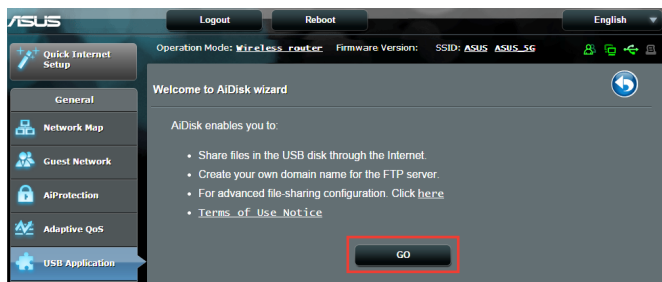 ASUS
Logout
Reboot
English
Quick Internet Setup
Operation Mode: Wireless router Firmware Version: SSID: ASUS ASUS_5G
General
Network Map
Guest Network
AiProtection
Adaptive QoS
USB Application
Welcome to AiDisk wizard
AiDisk enables you to:
• Share files in the USB disk through the Internet.
• Create your own domain name for the FTP server.
• For advanced file-sharing configuration. Click here
• Terms of Use Notice
GO